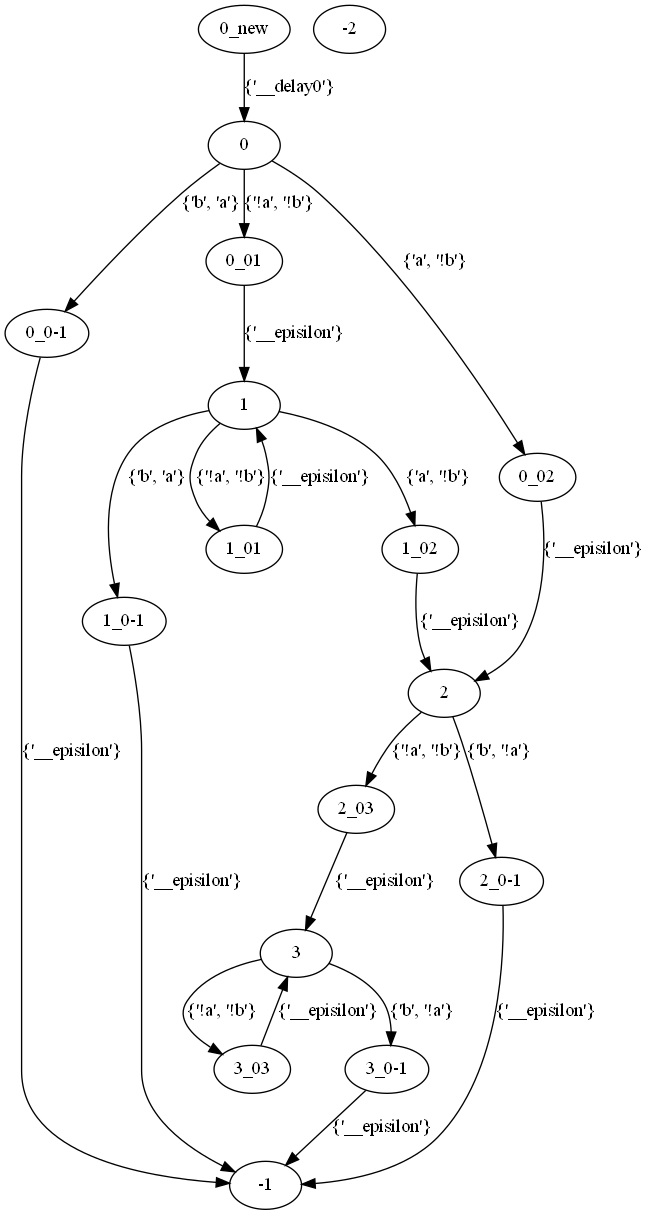 0_new
-2
{'__delay0'}
0
{'b', 'a'}
{'!a', '!b'}
{'a', '!b'}
0_01
0_0-1
{'__episilon'}
1
0_02
{'b', 'a'}
{'!a', '!b'}
{'__episilon'}
{'a', '!b'}
1_01
1_02
{'__episilon'}
1_0-1
{'__episilon'}
2
{'__episilon'}
{'!a', '!b'}
{'b', '!a'}
2_03
{'__episilon'}
{'__episilon'}
2_0-1
3
{'!a', '!b'}
{'__episilon'}
{'b', '!a'}
{'__episilon'}
3_03
3_0-1
{'__episilon'}
-1